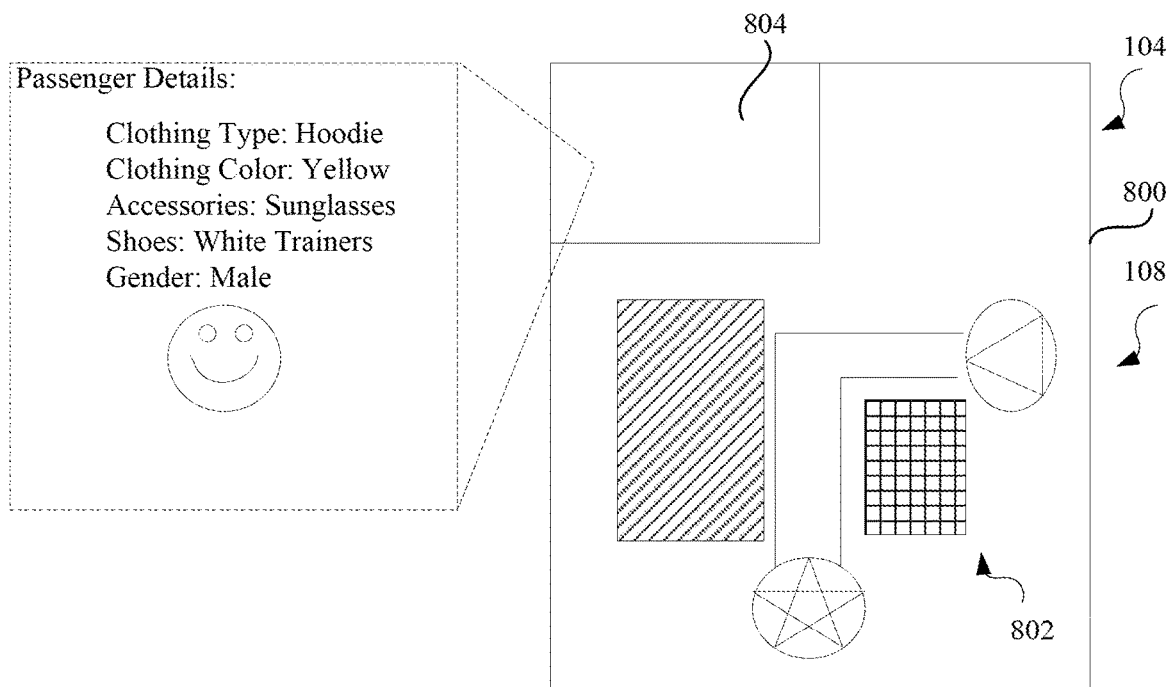 804
104
Passenger Details:
Clothing Type: Hoodie
Clothing Color: Yellow
Accessories: Sunglasses
Shoes: White Trainers
Gender: Male
800
108
802